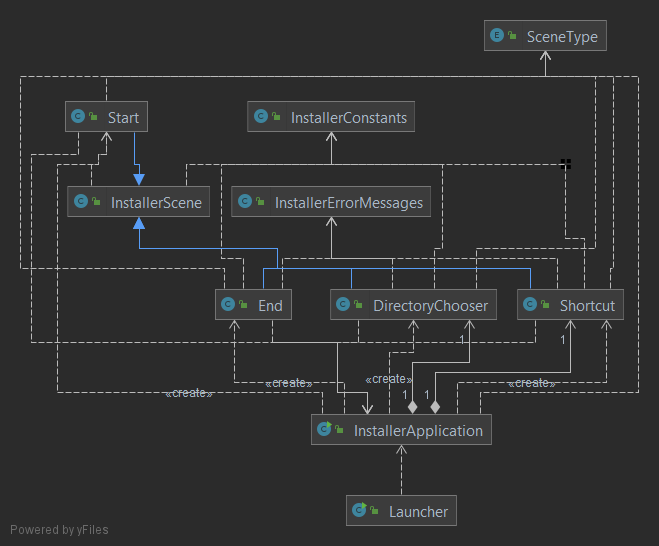 E SceneType
C Start
C InstallerConstants
C InstallerScene
C InstallerErrorMessages
C End
C DirectoryChooser
C Shortcut
1
1
«create»
«create»
«create»
«create»
1
1
C InstallerApplication
C Launcher
Powered by yFiles